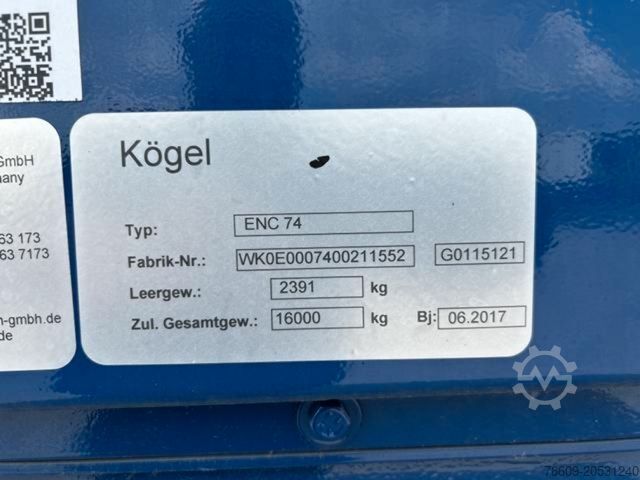 GmbH
many
63 173
63 7173
-gmbh.de
de
Kögel
Typ: ENC 74
Fabrik-Nr.: WK0E0007400211552 G0115121
Leergew.: 2391 kg
Zul. Gesamtgew.: 16000 kg Bj: 06.2017
78609-20531240